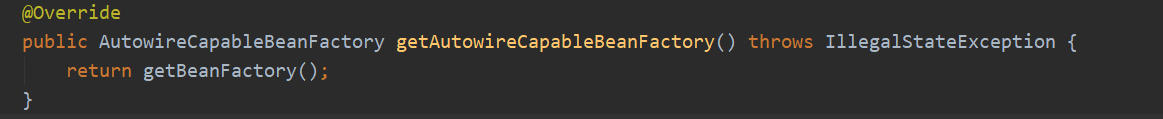 @Override
public AutowireCapableBeanFactory getAutowireCapableBeanFactory() throws IllegalStateException {
    return getBeanFactory();
}